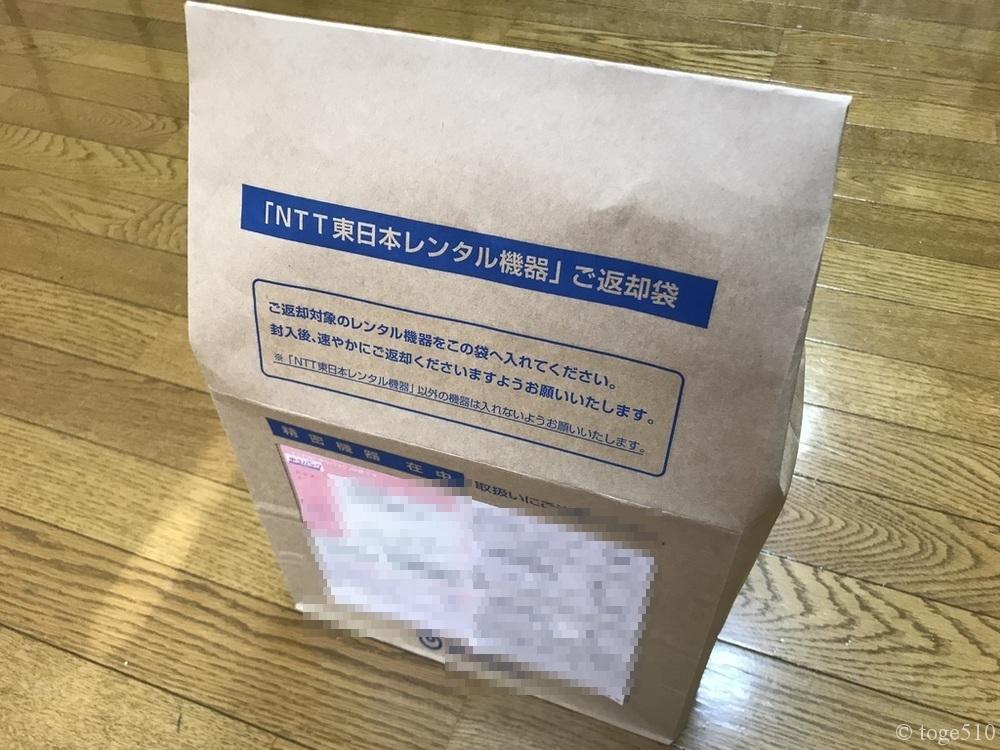 「NTT東日本レンタル機器」ご返却袋
ご返却対象のレンタル機器をこの袋へ入れてください。
封入後、速やかにご返却くださいますようお願いいたします。
※「NTT東日本レンタル機器」以外の機器は入れないようお願いいたします。
精密機器 在中
取扱いにご
© toge510